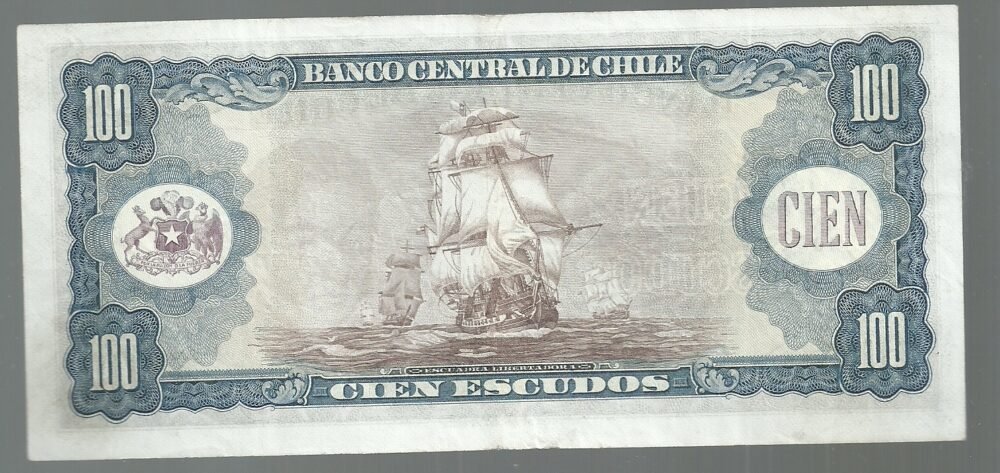 BANCO CENTRAL DE CHILE
100
100
CIEN
100
100
ESCUADRA LIBERTADORA
CIEN ESCUDOS